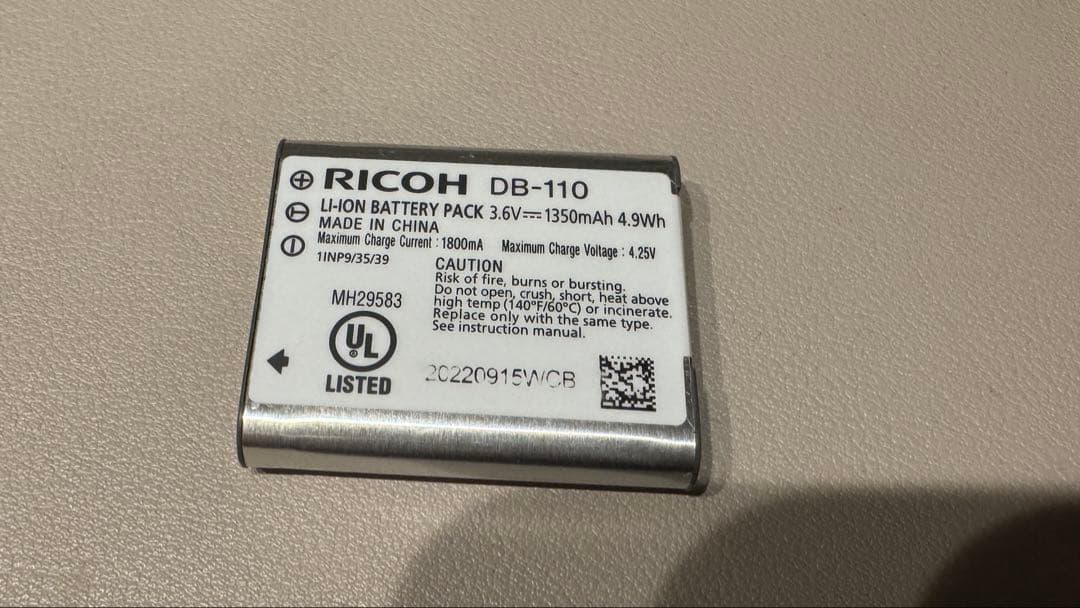 RICOH DB-110
LI-ION BATTERY PACK 3.6V⎓1350mAh 4.9Wh
MADE IN CHINA
Maximum Charge Current : 1800mA Maximum Charge Voltage : 4.25V
1INP9/35/39
CAUTION
Risk of fire, burns or bursting.
Do not open, crush, short, heat above
high temp (140°F/60°C) or incinerate.
Replace only with the same type.
See instruction manual.
MH29583
UL
LISTED
20220915WCB